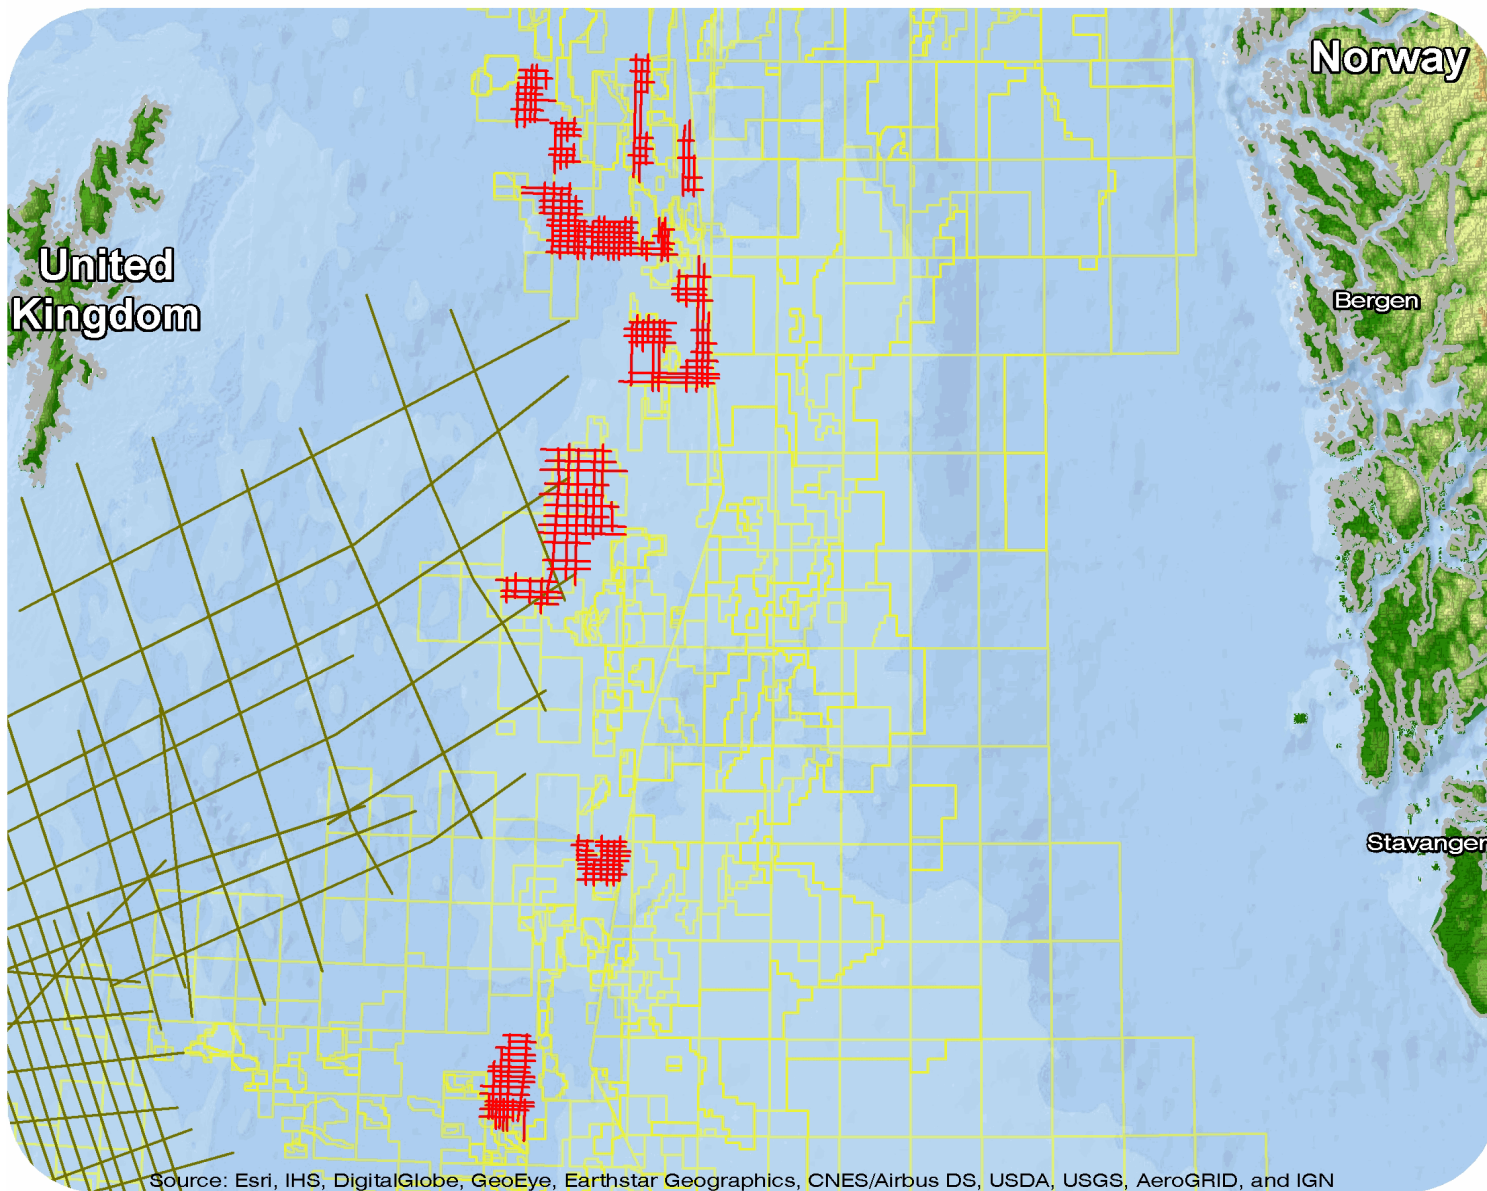 Norway
United
Kingdom
Bergen
Stavanger
Source: Esri, IHS, DigitalGlobe, GeoEye, Earthstar Geographics, CNES/Airbus DS, USDA, USGS, AeroGRID, and IGN